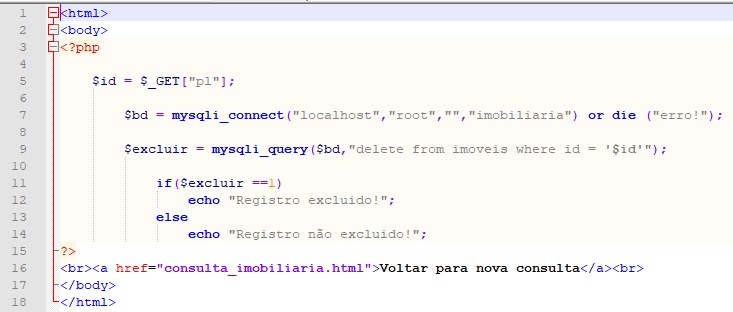 1 <html>
2 <body>
3 <?php
4
5 $id = $_GET["pl"];
6
7 $bd = mysqli_connect("localhost","root","","imobiliaria") or die ("erro!");
8
9 $excluir = mysqli_query($bd,"delete from imoveis where id = '$id'");
10
11 if($excluir ==1)
12 echo "Registro excluido!";
13 else
14 echo "Registro não excluido!";
15 ?>
16 <br><a href="consulta_imobiliaria.html">Voltar para nova consulta</a><br>
17 </body>
18 </html>